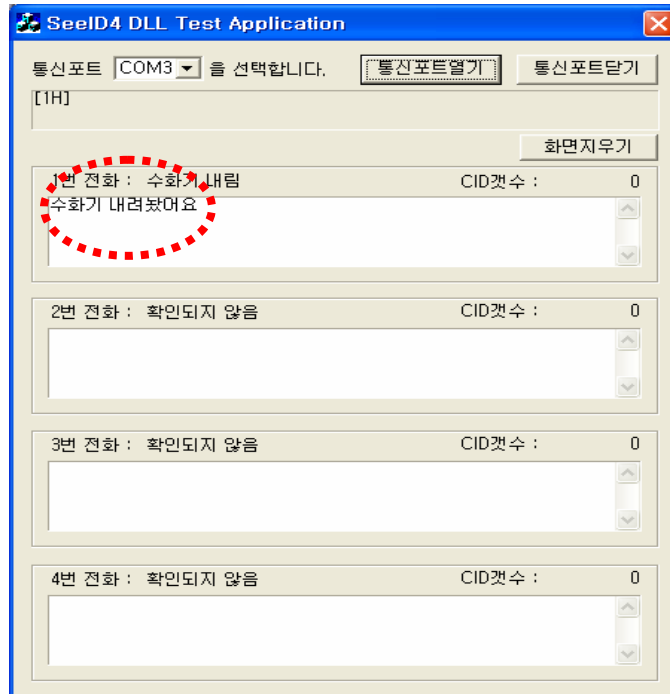 SeeID4 DLL Test Application
통신포트 COM3 을 선택합니다. 통신포트열기 통신포트닫기
[1H]
화면지우기
1번 전화 : 수화기 내림 CID갯수 : 0
수화기 내려놨어요
2번 전화 : 확인되지 않음 CID갯수 : 0
3번 전화 : 확인되지 않음 CID갯수 : 0
4번 전화 : 확인되지 않음 CID갯수 : 0